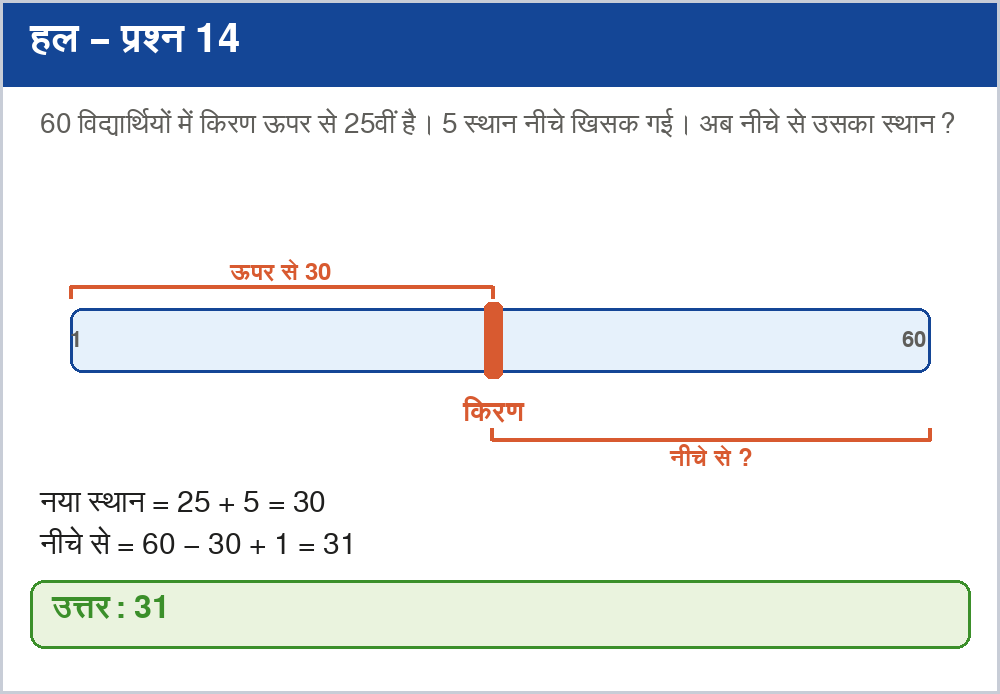 हल – प्रश्न 14
60 विद्यार्थियों में किरण ऊपर से 25वीं है। 5 स्थान नीचे खिसक गई। अब नीचे से उसका स्थान ?
ऊपर से 30
1
60
किरण
नीचे से ?
नया स्थान = 25 + 5 = 30
नीचे से = 60 – 30 + 1 = 31
उत्तर : 31